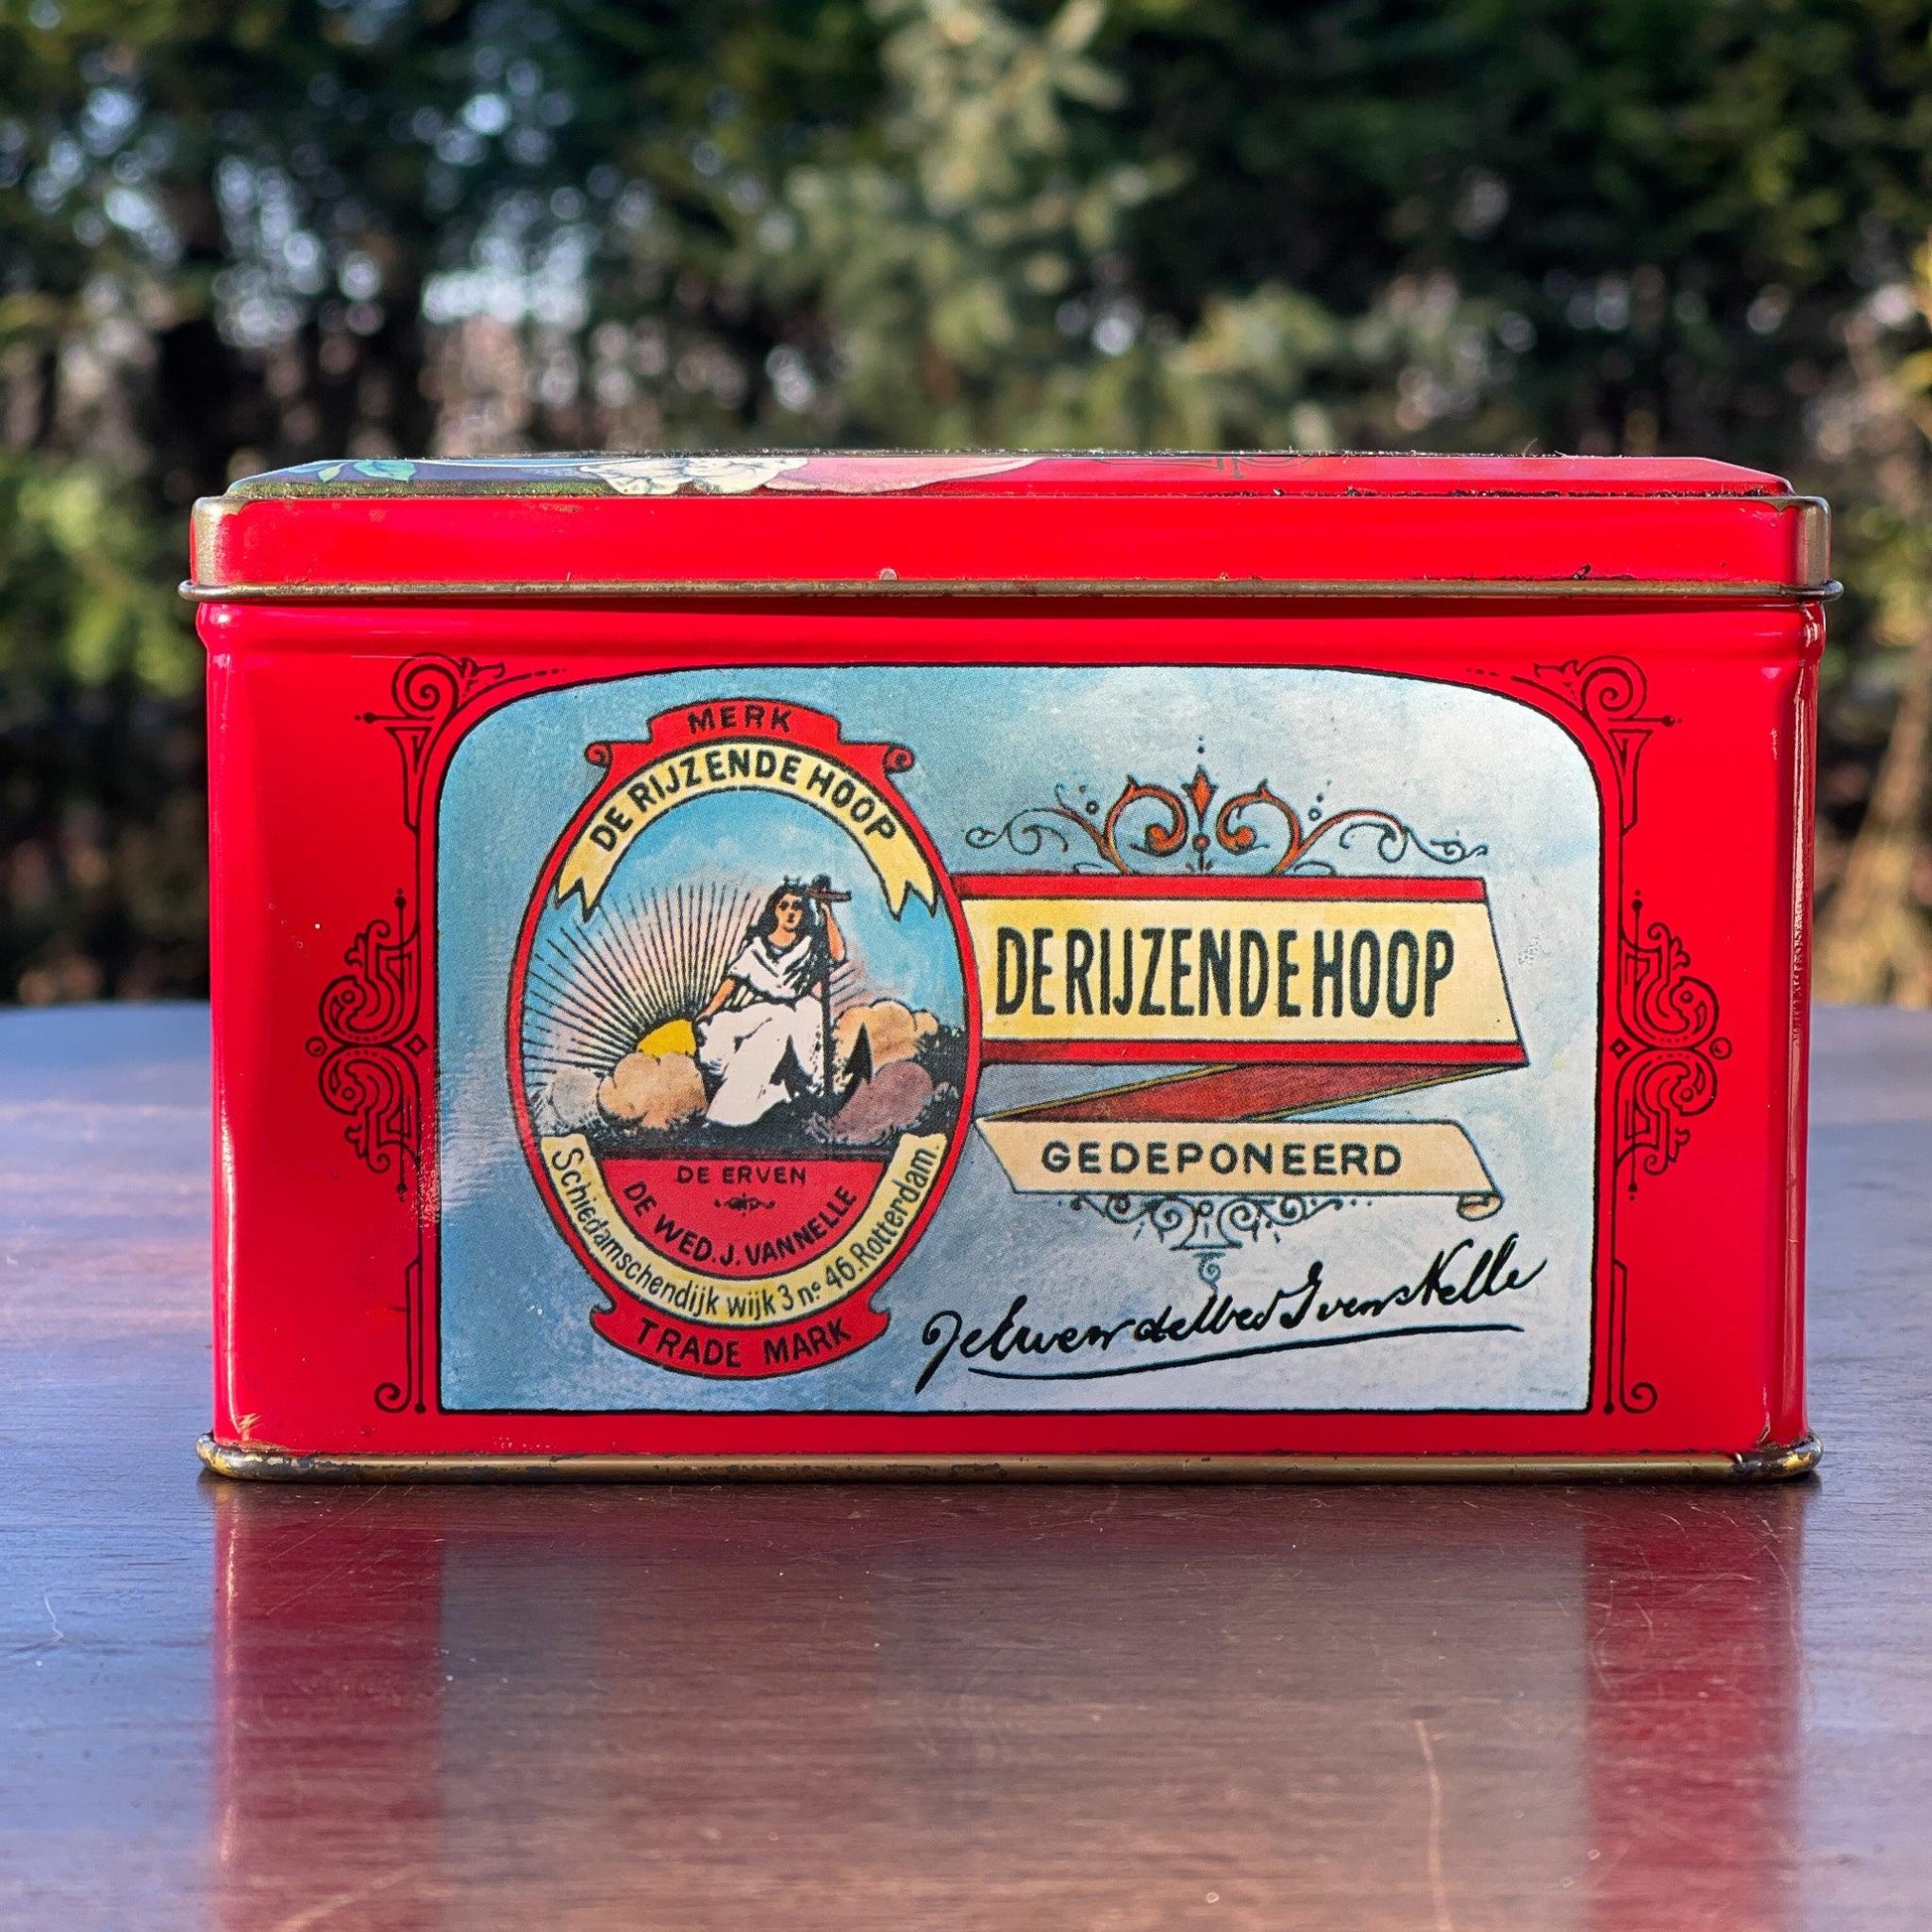 MERK
DE RIJZENDE HOOP
DE ERVEN
DE WED. J. VANNELLE
Schiedamschendijk wijk 3 no 46. Rotterdam.
TRADE MARK
DE RIJZENDE HOOP
GEDEPONEERD